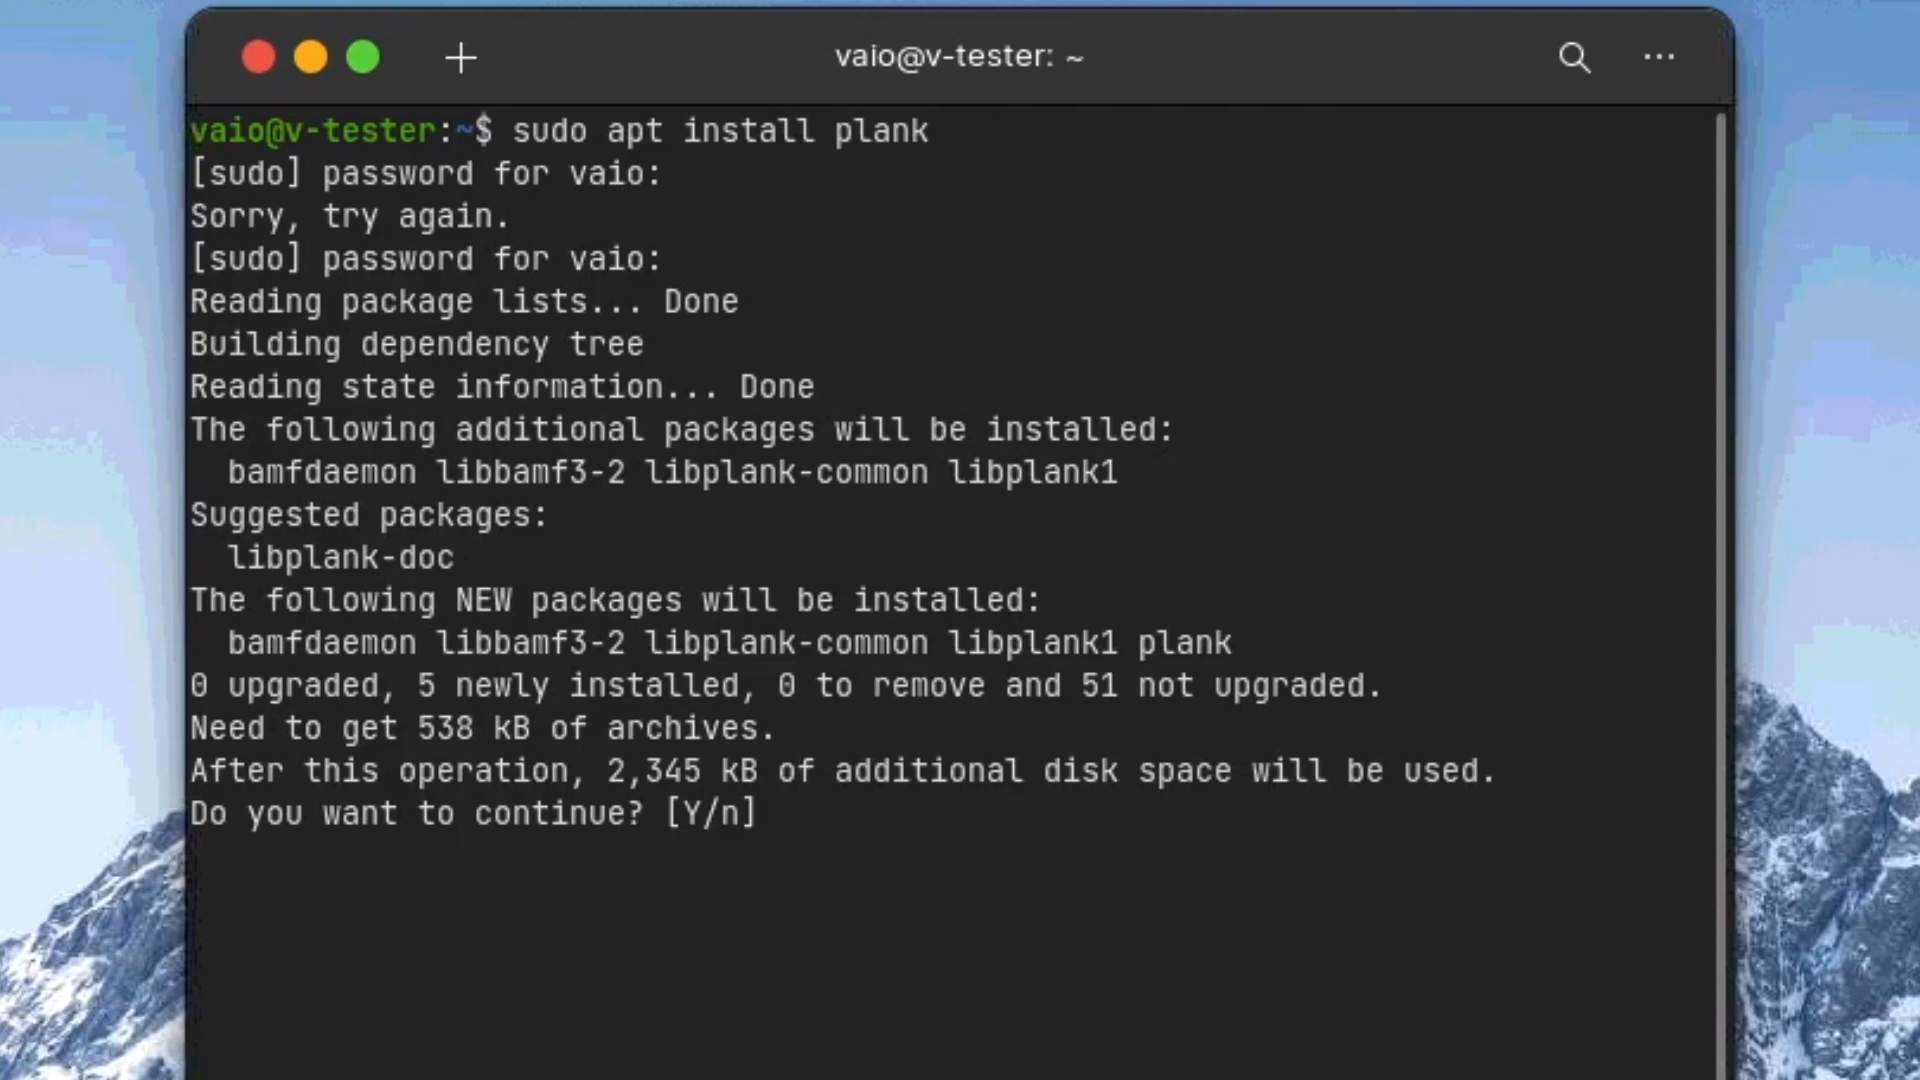 vaio@v-tester: ~
vaio@v-tester:~$ sudo apt install plank
[sudo] password for vaio:
Sorry, try again.
[sudo] password for vaio:
Reading package lists... Done
Building dependency tree
Reading state information... Done
The following additional packages will be installed:
  bamfdaemon libbamf3-2 libplank-common libplank1
Suggested packages:
  libplank-doc
The following NEW packages will be installed:
  bamfdaemon libbamf3-2 libplank-common libplank1 plank
0 upgraded, 5 newly installed, 0 to remove and 51 not upgraded.
Need to get 538 kB of archives.
After this operation, 2,345 kB of additional disk space will be used.
Do you want to continue? [Y/n]